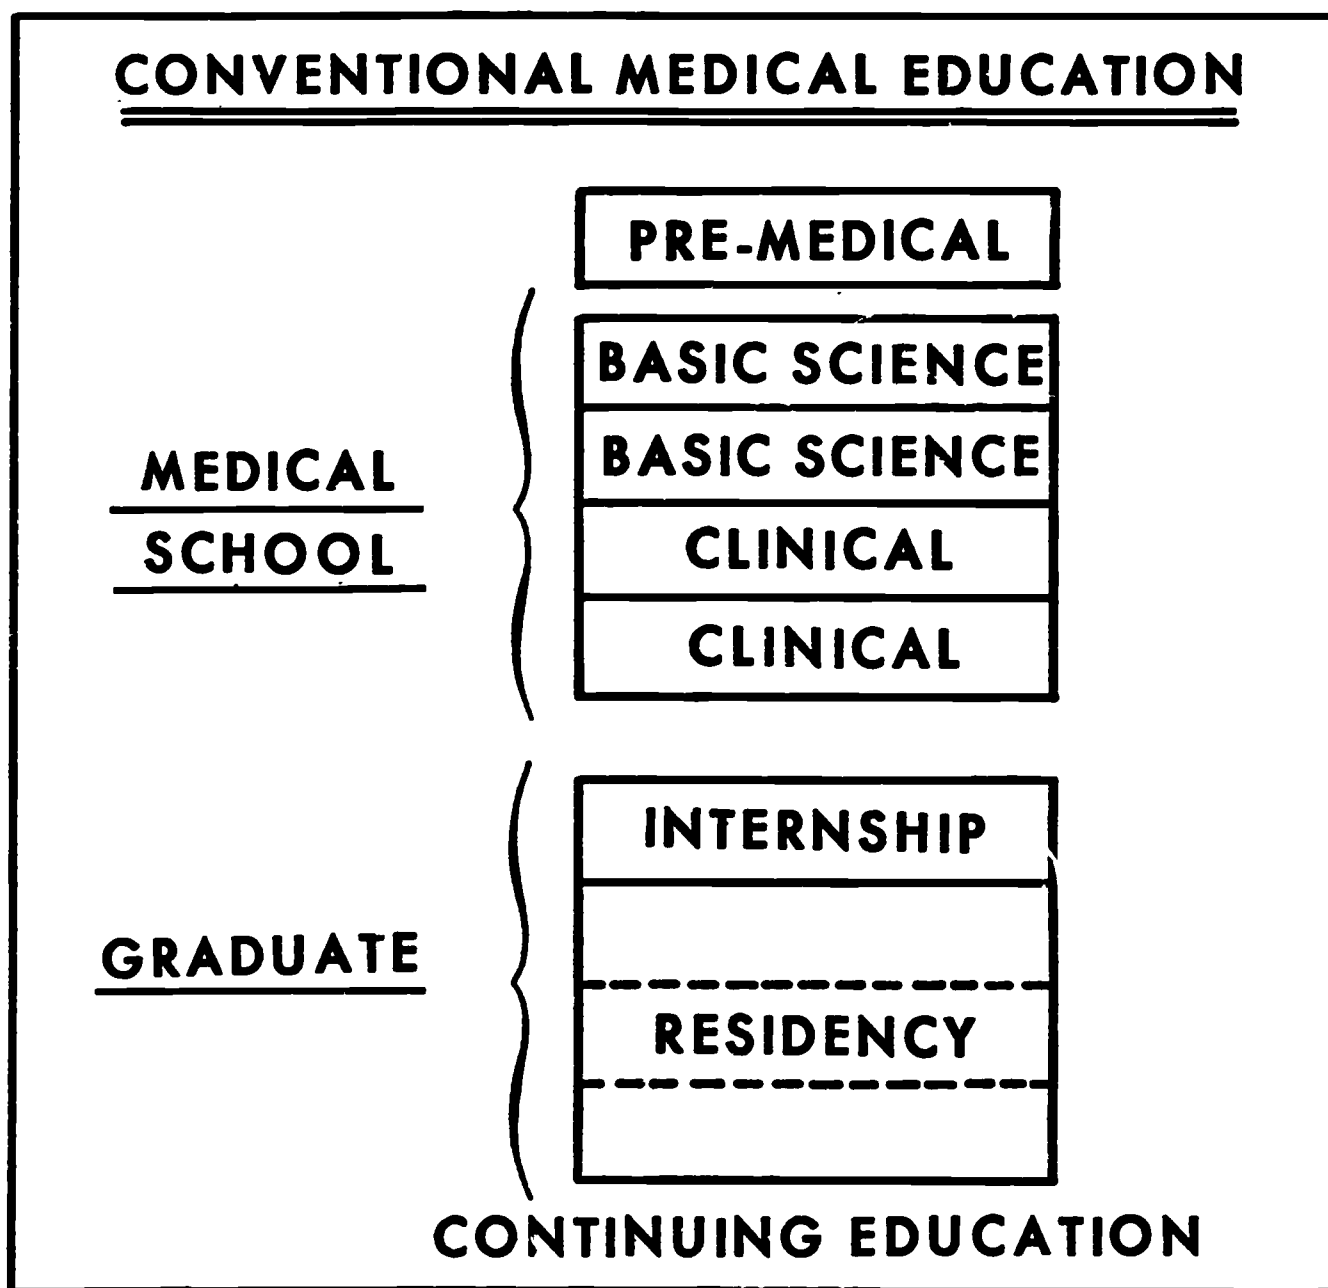 CONVENTIONAL MEDICAL EDUCATION
PRE-MEDICAL
BASIC SCIENCE
BASIC SCIENCE
MEDICAL
SCHOOL
CLINICAL
CLINICAL
INTERNSHIP
GRADUATE
RESIDENCY
CONTINUING EDUCATION